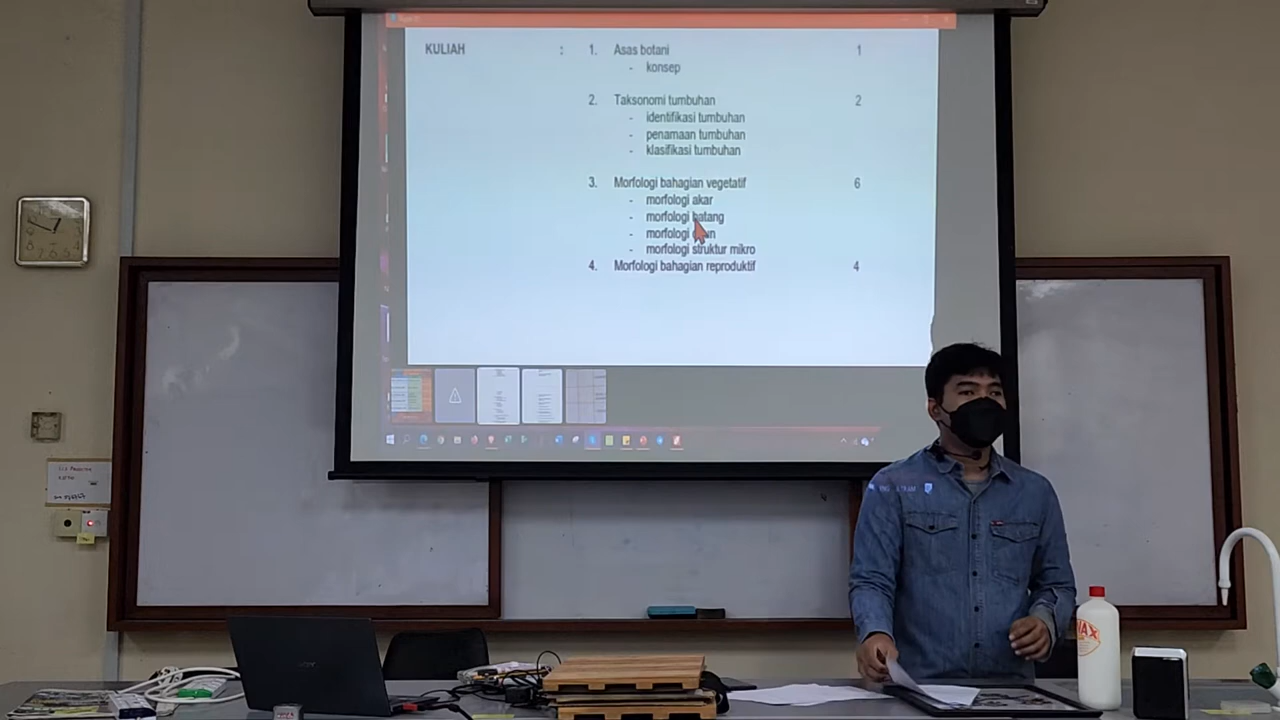 KULIAH : 1. Asas botani 1
- konsep
2. Taksonomi tumbuhan 2
- identifikasi tumbuhan
- penamaan tumbuhan
- klasifikasi tumbuhan
3. Morfologi bahagian vegetatif 6
- morfologi akar
- morfologi batang
- morfologi
- morfologi struktur mikro
4. Morfologi bahagian reproduktif 4
acer